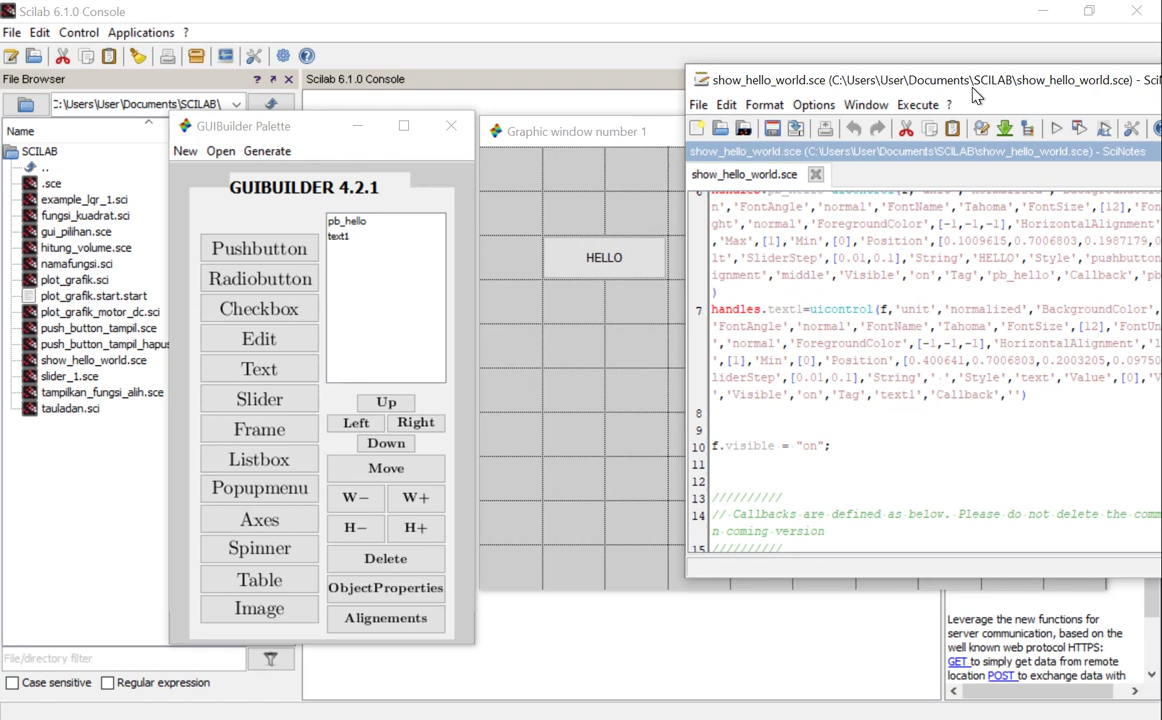 Scilab 6.1.0 Console
File Edit Control Applications ?
File Browser
Scilab 6.1.0 Console
:\Users\User\Documents\SCILAB\
Name
SCILAB
..
.sce
example_lqr_1.sci
fungsi_kuadrat.sci
gui_pilihan.sce
hitung_volume.sce
namafungsi.sci
plot_grafik.sci
plot_grafik.start.start
plot_grafik_motor_dc.sci
push_button_tampil.sce
push_button_tampil_hapus
show_hello_world.sce
slider_1.sce
tampilkan_fungsi_alih.sce
tauladan.sci
File/directory filter
Case sensitive Regular expression
GUIBuilder Palette
New Open Generate
GUIBUILDER 4.2.1
Pushbutton
Radiobutton
Checkbox
Edit
Text
Slider
Frame
Listbox
Popupmenu
Axes
Spinner
Table
Image
pb_hello
text1
Up
Left Right
Down
Move
W− W+
H− H+
Delete
ObjectProperties
Alignements
Graphic window number 1
HELLO
show_hello_world.sce (C:\Users\User\Documents\SCILAB\show_hello_world.sce) - Sci
File Edit Format Options Window Execute ?
show_hello_world.sce (C:\Users\User\Documents\SCILAB\show_hello_world.sce) - SciNotes
show_hello_world.sce
n','FontAngle','normal','FontName','Tahoma','FontSize',[12],'Fon
ght','normal','ForegroundColor',[-1,-1,-1],'HorizontalAlignment'
,'Max',[1],'Min',[0],'Position',[0.1009615,0.7006803,0.1987179,0
lt','SliderStep',[0.01,0.1],'String','HELLO','Style','pushbutton
ignment','middle','Visible','on','Tag','pb_hello','Callback','pb
)
7 handles.text1=uicontrol(f,'unit','normalized','BackgroundColor',
'FontAngle','normal','FontName','Tahoma','FontSize',[12],'FontUn
','normal','ForegroundColor',[-1,-1,-1],'HorizontalAlignment','l
',[1],'Min',[0],'Position',[0.400641,0.7006803,0.2003205,0.09750
liderStep',[0.01,0.1],'String',' ','Style','text','Value',[0],'V
','Visible','on','Tag','text1','Callback','')
8
9
10 f.visible = "on";
11
12
13 //////////
14 // Callbacks are defined as below. Please do not delete the comm
n coming version
15 //////////
Leverage the new functions for
server communication, based on the
well known web protocol HTTPS:
GET to simply get data from remote
location POST to exchange data with